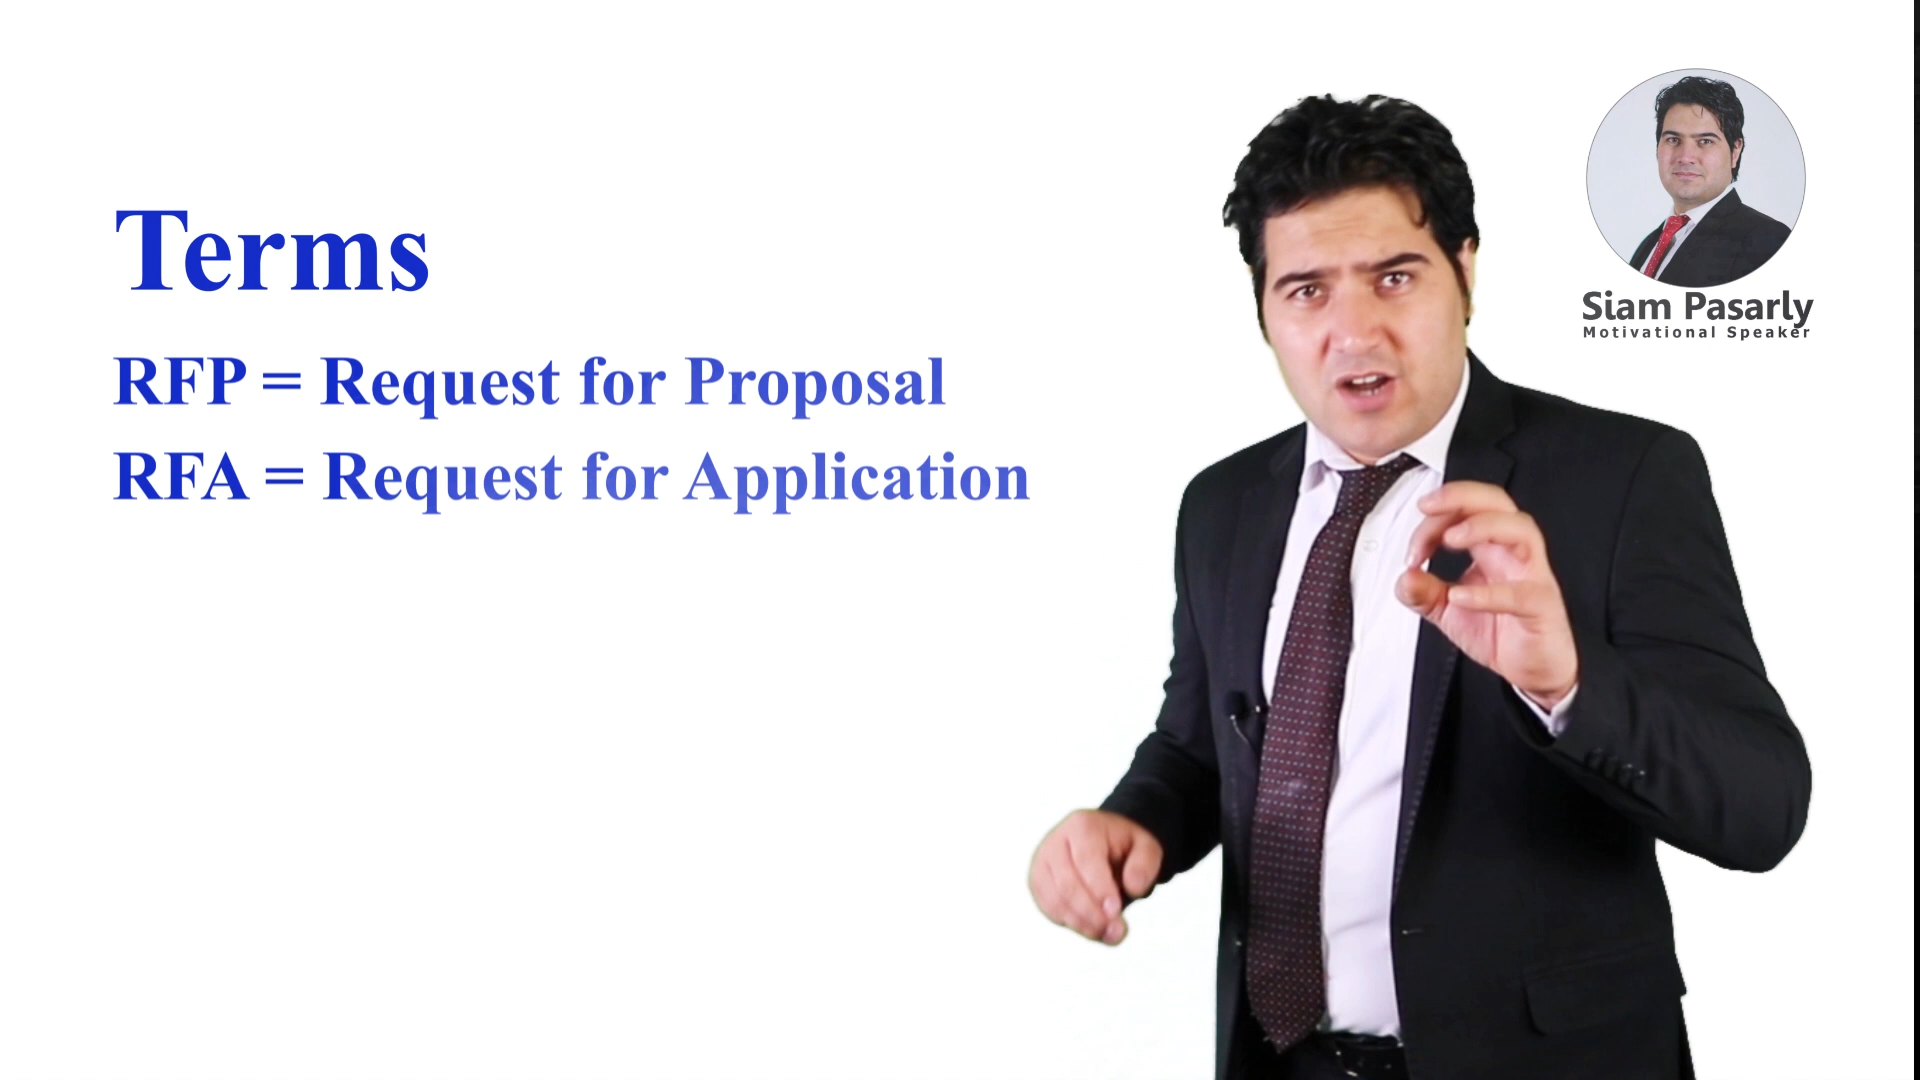 Terms
RFP = Request for Proposal
RFA = Request for Application
Siam Pasarly
Motivational Speaker